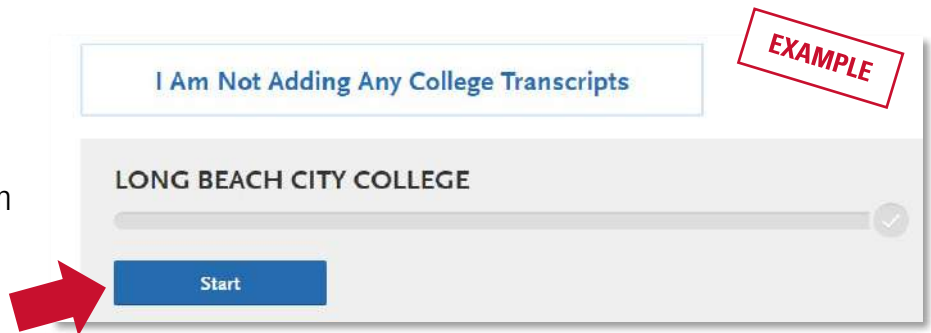 EXAMPLE
I Am Not Adding Any College Transcripts
LONG BEACH CITY COLLEGE
Start